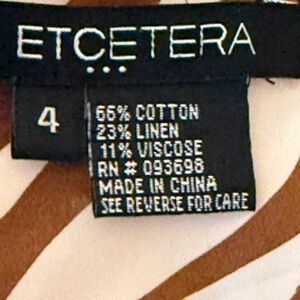 ETCETERA
4
66% COTTON
23% LINEN
11% VISCOSE
RN # 093698
MADE IN CHINA
SEE REVERSE FOR CARE